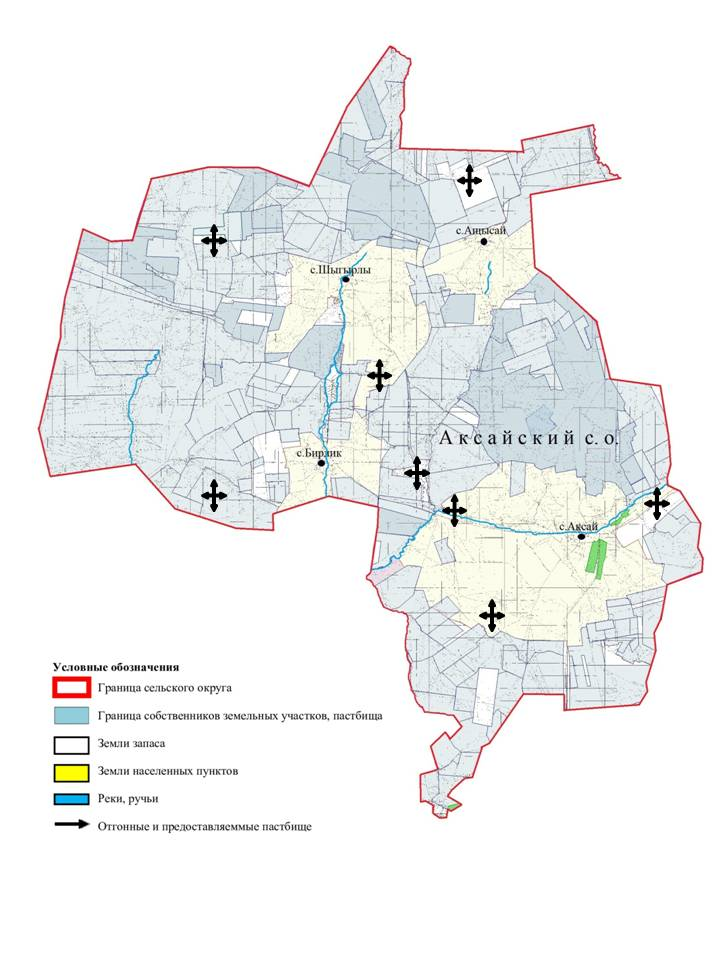 с.Ащысай
с.Шыгырлы
Аксайский с. о.
с.Бирлик
с.Аксай
Условные обозначения
Граница сельского округа
Граница собственников земельных участков, пастбища
Земли запаса
Земли населенных пунктов
Реки, ручьи
Отгонные и предоставляеммые пастбище